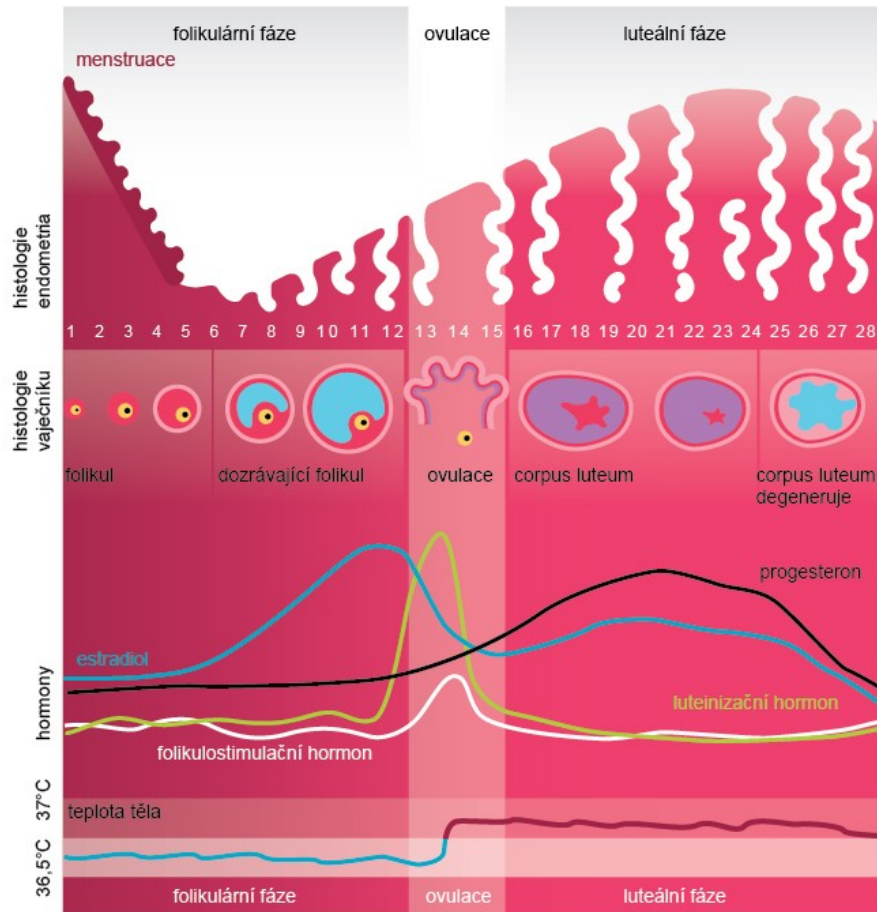 folikulární fáze ovulace luteální fáze
menstruace
histologie
endometria
1 2 3 4 5 6 7 8 9 10 11 12 13 14 15 16 17 18 19 20 21 22 23 24 25 26 27 28
histologie
vaječníku
folikul dozrávající folikul ovulace corpus luteum corpus luteum
degeneruje
hormony
progesteron
estradiol
luteinizační hormon
folikulostimulační hormon
37°C
teplota těla
36,5°C
folikulární fáze ovulace luteální fáze